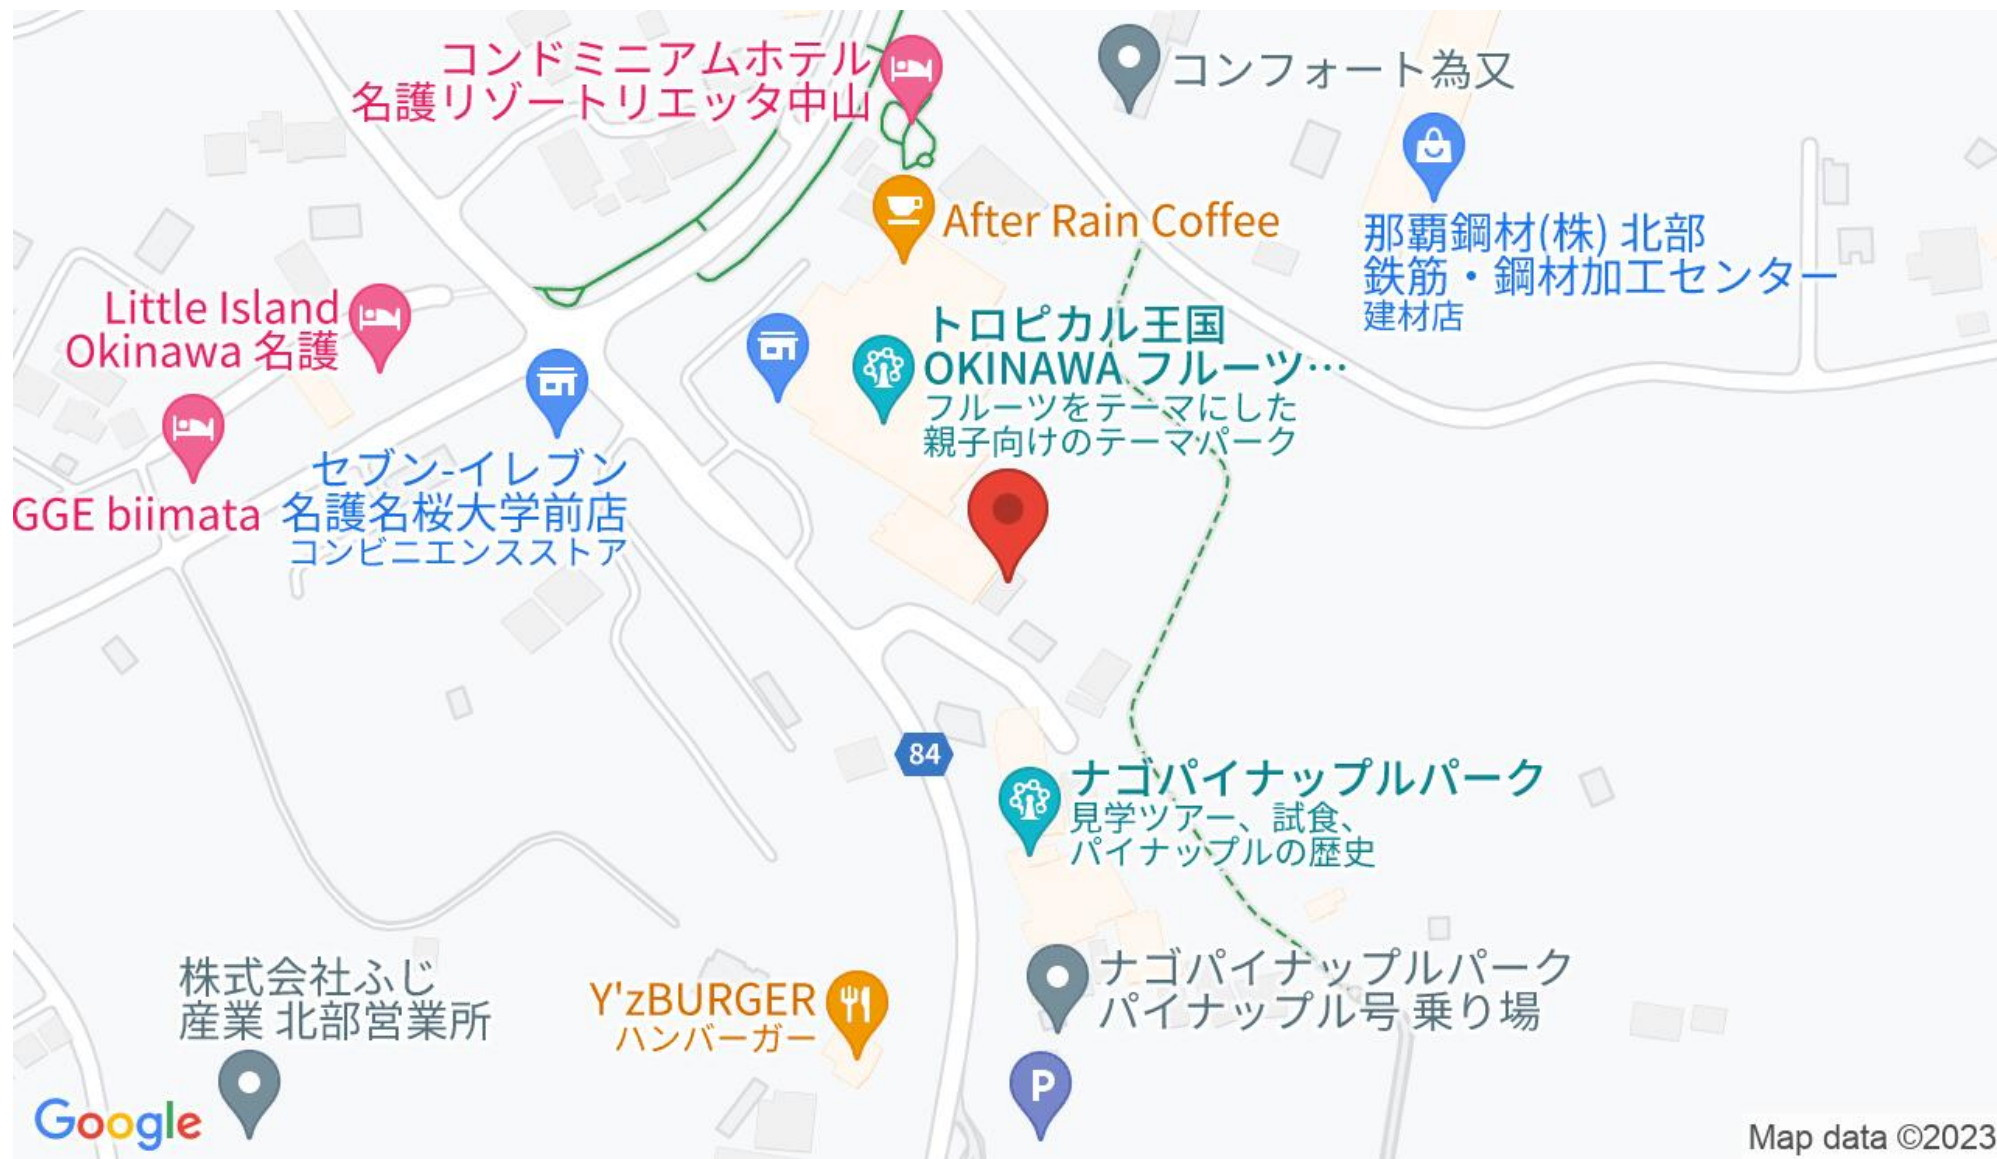 コンドミニアムホテル
名護リゾートリエッタ中山
コンフォート為又
After Rain Coffee
那覇鋼材(株) 北部
鉄筋・鋼材加工センター
建材店
Little Island
Okinawa 名護
トロピカル王国
OKINAWA フルーツ…
フルーツをテーマにした
親子向けのテーマパーク
GGE biimata
セブン-イレブン
名護名桜大学前店
コンビニエンスストア
84
ナゴパイナップルパーク
見学ツアー、試食、
パイナップルの歴史
株式会社ふじ
産業 北部営業所
Y'zBURGER
ハンバーガー
ナゴパイナップルパーク
パイナップル号 乗り場
P
Google
Map data ©2023